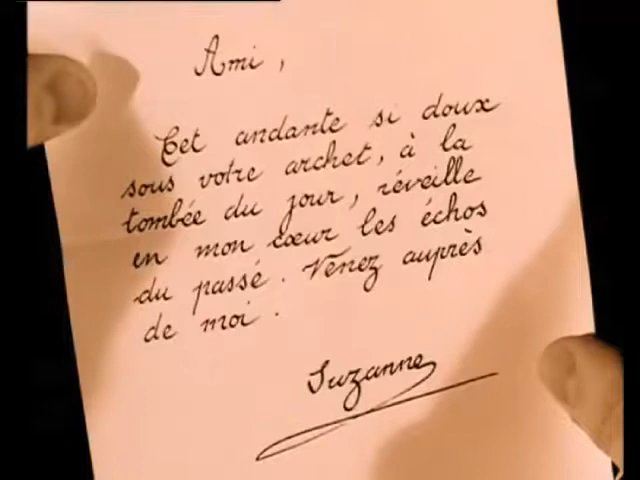 Ami,
Cet andante si doux
sous votre archet, à la
tombée du jour, réveille
en mon cœur les échos
du passé. Venez auprès
de moi.
Suzanne